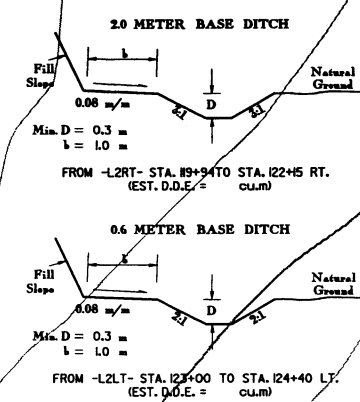 2.0 METER BASE DITCH
b
Fill
Slope
Natural
Ground
0.08 m/m
2:1
D
3:1
Min. D = 0.3 m
b = 1.0 m
FROM -L2RT- STA. 119+94 TO STA. 122+15 RT.
(EST. D.D.E. = cu.m)
0.6 METER BASE DITCH
b
Fill
Slope
Natural
Ground
0.08 m/m
2:1
D
2:1
Min. D = 0.3 m
b = 1.0 m
FROM -L2LT- STA. 123+00 TO STA. 124+40 LT.
(EST. D.D.E. = cu.m)